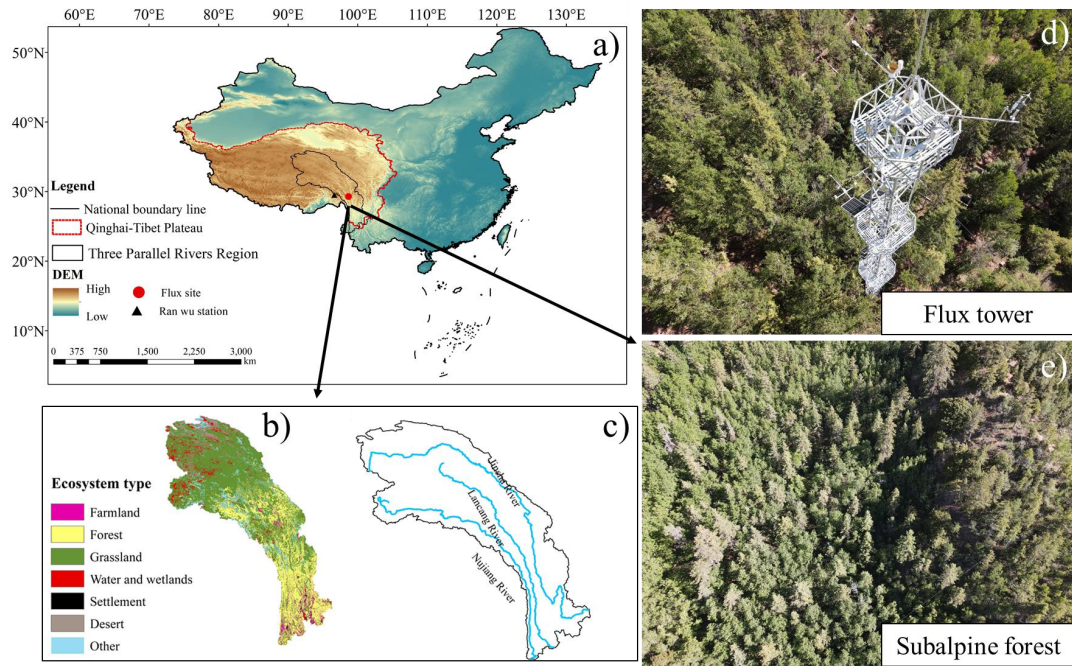 60°E 70°E 80°E 90°E 100°E 110°E 120°E 130°E
a)
50°N
40°N
30°N
20°N
10°N
Legend
National boundary line
Qinghai-Tibet Plateau
Three Parallel Rivers Region
DEM
High
Low
Flux site
Ran wu station
0 375 750 1,500 2,250 3,000
km
d)
Flux tower
e)
Subalpine forest
b)
Ecosystem type
Farmland
Forest
Grassland
Water and wetlands
Settlement
Desert
Other
c)
Jinsha River
Lancang River
Nujiang River